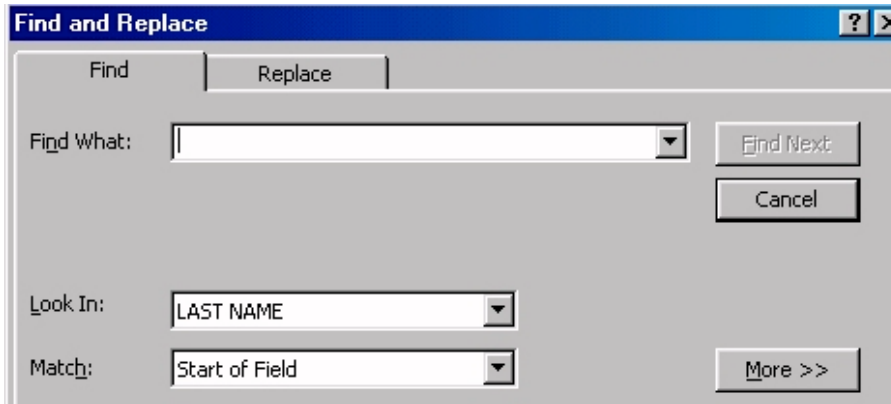 Find and Replace ? X
Find Replace
Find What: Find Next
Cancel
Look In: LAST NAME
Match: Start of Field More >>